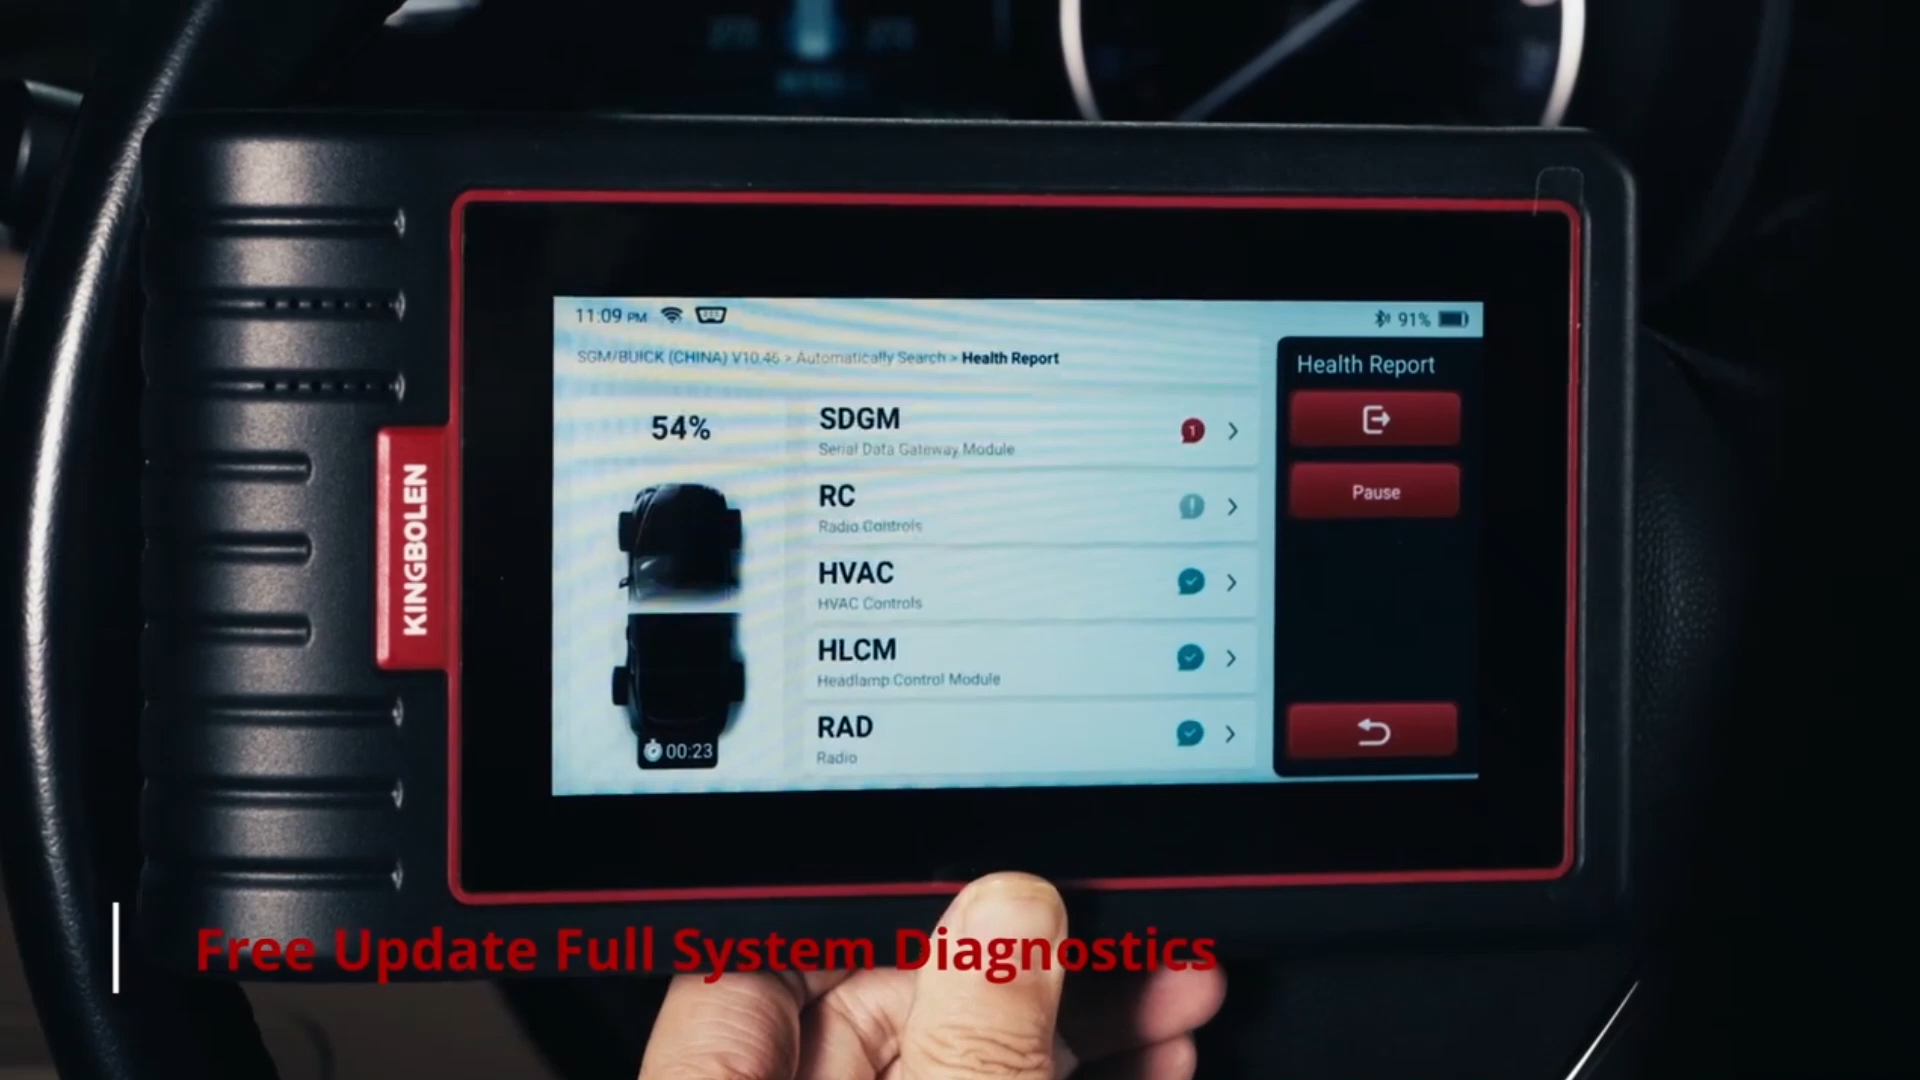 11:09 PM
91%
SGM/BUICK (CHINA) V10.46 > Automatically Search > Health Report
Health Report
54%
SDGM
Serial Data Gateway Module
1
RC
Radio Controls
Pause
KINGBOLEN
HVAC
HVAC Controls
HLCM
Headlamp Control Module
RAD
Radio
00:23
Free Update Full System Diagnostics